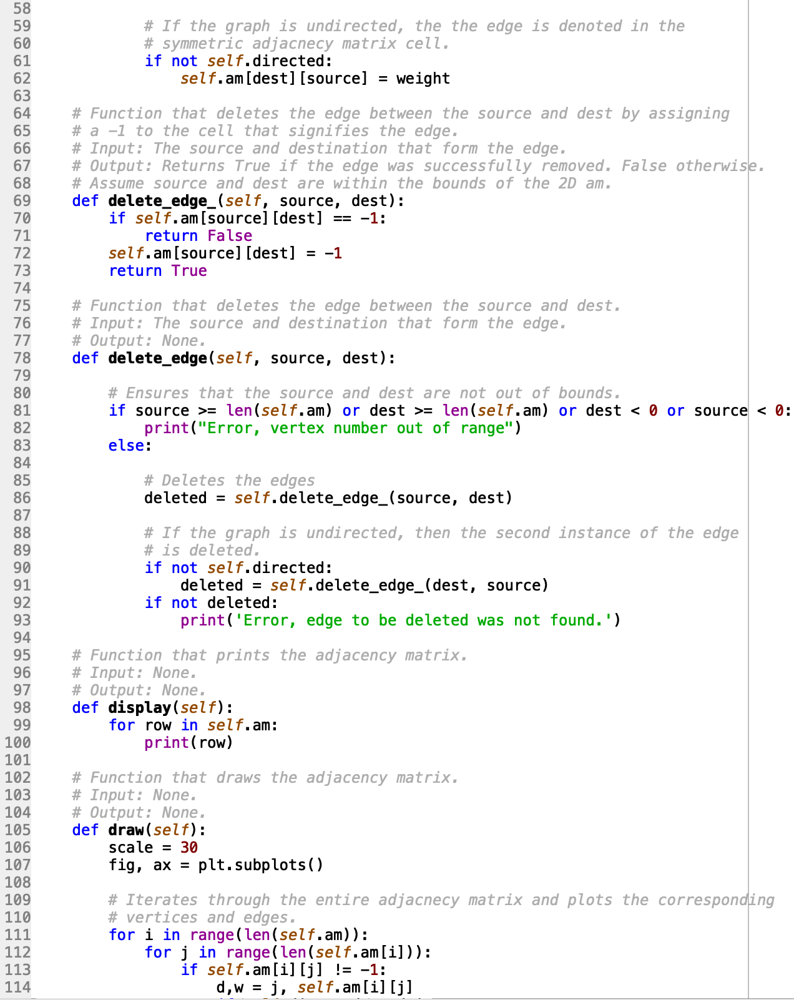 58
59 # If the graph is undirected, the the edge is denoted in the
60 # symmetric adjacnecy matrix cell.
61 if not self.directed:
62 self.am[dest][source] = weight
63
64 # Function that deletes the edge between the source and dest by assigning
65 # a -1 to the cell that signifies the edge.
66 # Input: The source and destination that form the edge.
67 # Output: Returns True if the edge was successfully removed. False otherwise.
68 # Assume source and dest are within the bounds of the 2D am.
69 def delete_edge_(self, source, dest):
70 if self.am[source][dest] == -1:
71 return False
72 self.am[source][dest] = -1
73 return True
74
75 # Function that deletes the edge between the source and dest.
76 # Input: The source and destination that form the edge.
77 # Output: None.
78 def delete_edge(self, source, dest):
79
80 # Ensures that the source and dest are not out of bounds.
81 if source >= len(self.am) or dest >= len(self.am) or dest < 0 or source < 0:
82 print("Error, vertex number out of range")
83 else:
84
85 # Deletes the edges
86 deleted = self.delete_edge_(source, dest)
87
88 # If the graph is undirected, then the second instance of the edge
89 # is deleted.
90 if not self.directed:
91 deleted = self.delete_edge_(dest, source)
92 if not deleted:
93 print('Error, edge to be deleted was not found.')
94
95 # Function that prints the adjacency matrix.
96 # Input: None.
97 # Output: None.
98 def display(self):
99 for row in self.am:
100 print(row)
101
102 # Function that draws the adjacency matrix.
103 # Input: None.
104 # Output: None.
105 def draw(self):
106 scale = 30
107 fig, ax = plt.subplots()
108
109 # Iterates through the entire adjacnecy matrix and plots the corresponding
110 # vertices and edges.
111 for i in range(len(self.am)):
112 for j in range(len(self.am[i])):
113 if self.am[i][j] != -1:
114 d,w = j, self.am[i][j]